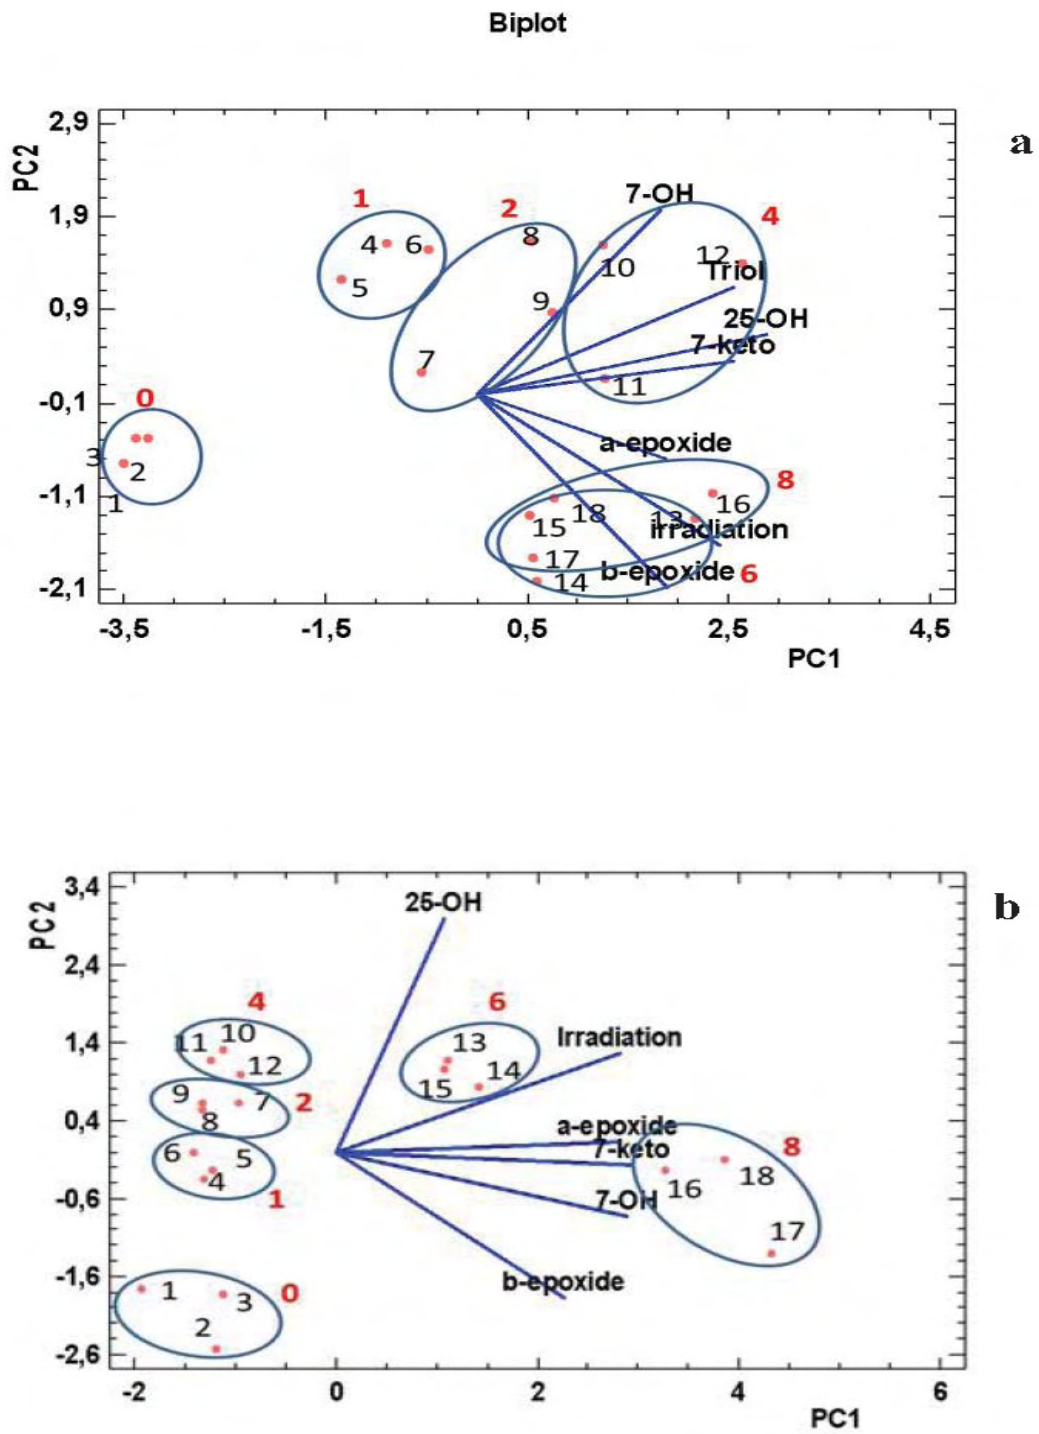 Biplot
a
PC2
2,9
1,9
0,9
-0,1
-1,1
-2,1
7-OH
1
2
4
4 6
8
10
12
Triol
5
9
25-OH
7-keto
7
11
0
a-epoxide
3
2
8
1
16
18
13
15
irradiation
17
b-epoxide
6
14
-3,5 -1,5 0,5 2,5 4,5
PC1
b
PC2
3,4
2,4
1,4
0,4
-0,6
-1,6
-2,6
25-OH
4
6
11 10
12
13
14
15
Irradiation
9
7
2
8
a-epoxide
7-keto
8
6
5
4
1
16
18
7-OH
17
b-epoxide
1
3
0
2
-2 0 2 4 6
PC1